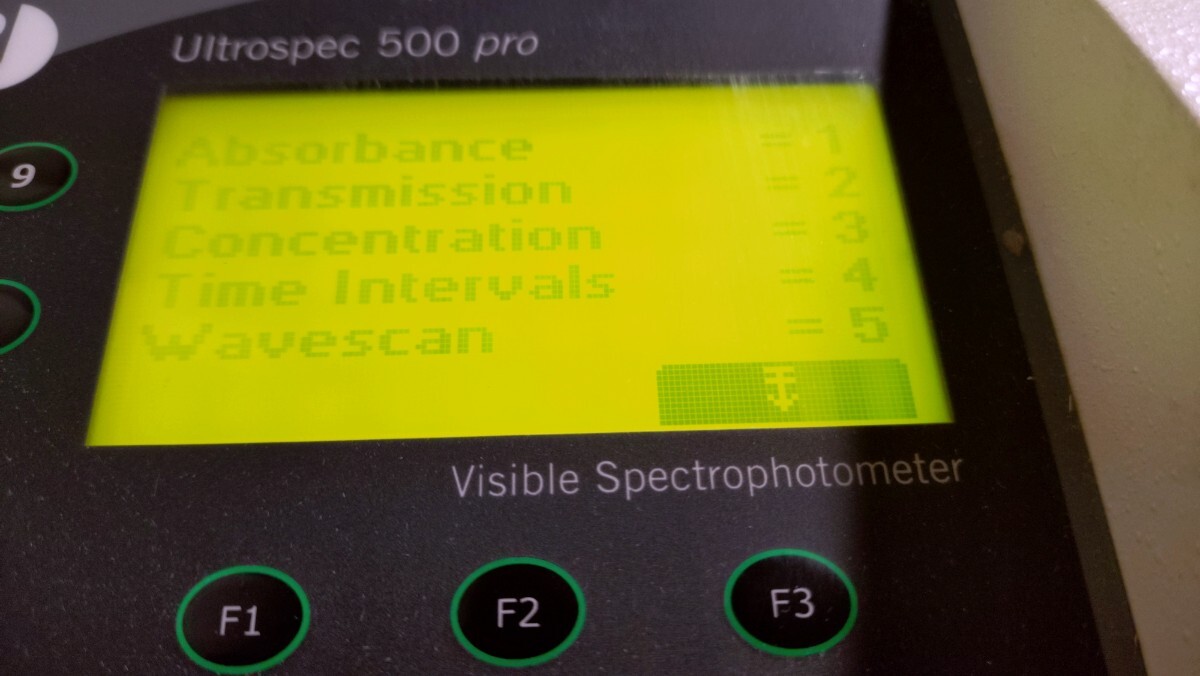 Ultrospec 500 pro
Absorbance = 1
Transmission = 2
Concentration = 3
Time Intervals = 4
Wavescan = 5
Visible Spectrophotometer
9
F1 F2 F3